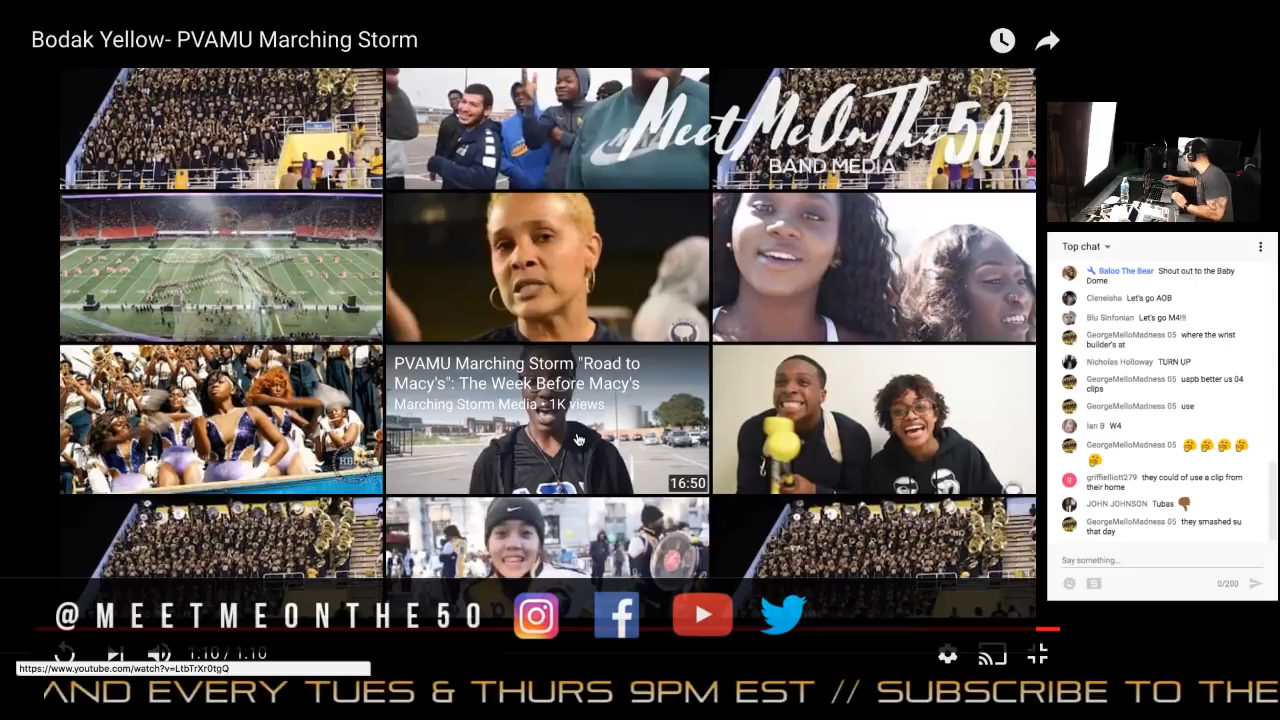 Bodak Yellow- PVAMU Marching Storm
MeetMeOnThe50
BAND MEDIA
PVAMU Marching Storm "Road to
Macy's": The Week Before Macy's
Marching Storm Media • 1K views
16:50
HBCU
@MEETMEONTHE50
1:10 / 1:10
https://www.youtube.com/watch?v=LtbTrXr0tgQ
AND EVERY TUES & THURS 9PM EST // SUBSCRIBE TO THE
Top chat
Baloo The Bear Shout out to the Baby
Dome
Cleneisha Let's go AOB
Blu Sinfonian Let's go M4!!!
GeorgeMelloMadness 05 where the wrist
builder's at
Nicholas Holloway TURN UP
GeorgeMelloMadness 05 uapb better us 04
clips
GeorgeMelloMadness 05 use
Ian B W4
GeorgeMelloMadness 05 🤔🤔🤔🤔
🤔
g griffielliott279 they could of use a clip from
their home
JOHN JOHNSON Tubas 👎🏾
GeorgeMelloMadness 05 they smashed su
that day
Say something...
0/200